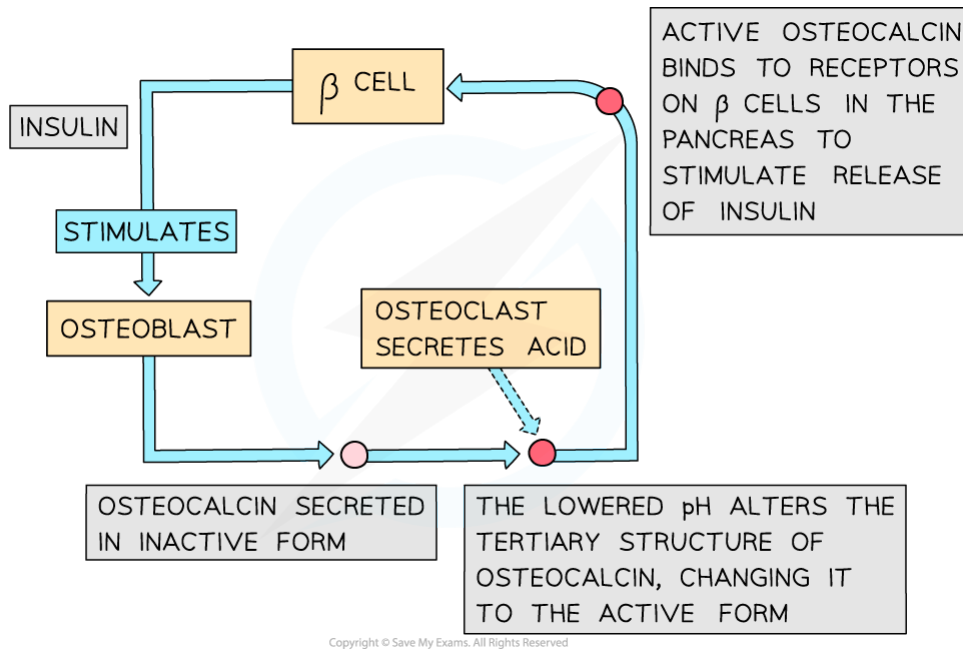 β CELL
INSULIN
STIMULATES
OSTEOBLAST
OSTEOCLAST
SECRETES ACID
ACTIVE OSTEOCALCIN
BINDS TO RECEPTORS
ON β CELLS IN THE
PANCREAS TO
STIMULATE RELEASE
OF INSULIN
OSTEOCALCIN SECRETED
IN INACTIVE FORM
THE LOWERED pH ALTERS THE
TERTIARY STRUCTURE OF
OSTEOCALCIN, CHANGING IT
TO THE ACTIVE FORM
Copyright © Save My Exams. All Rights Reserved